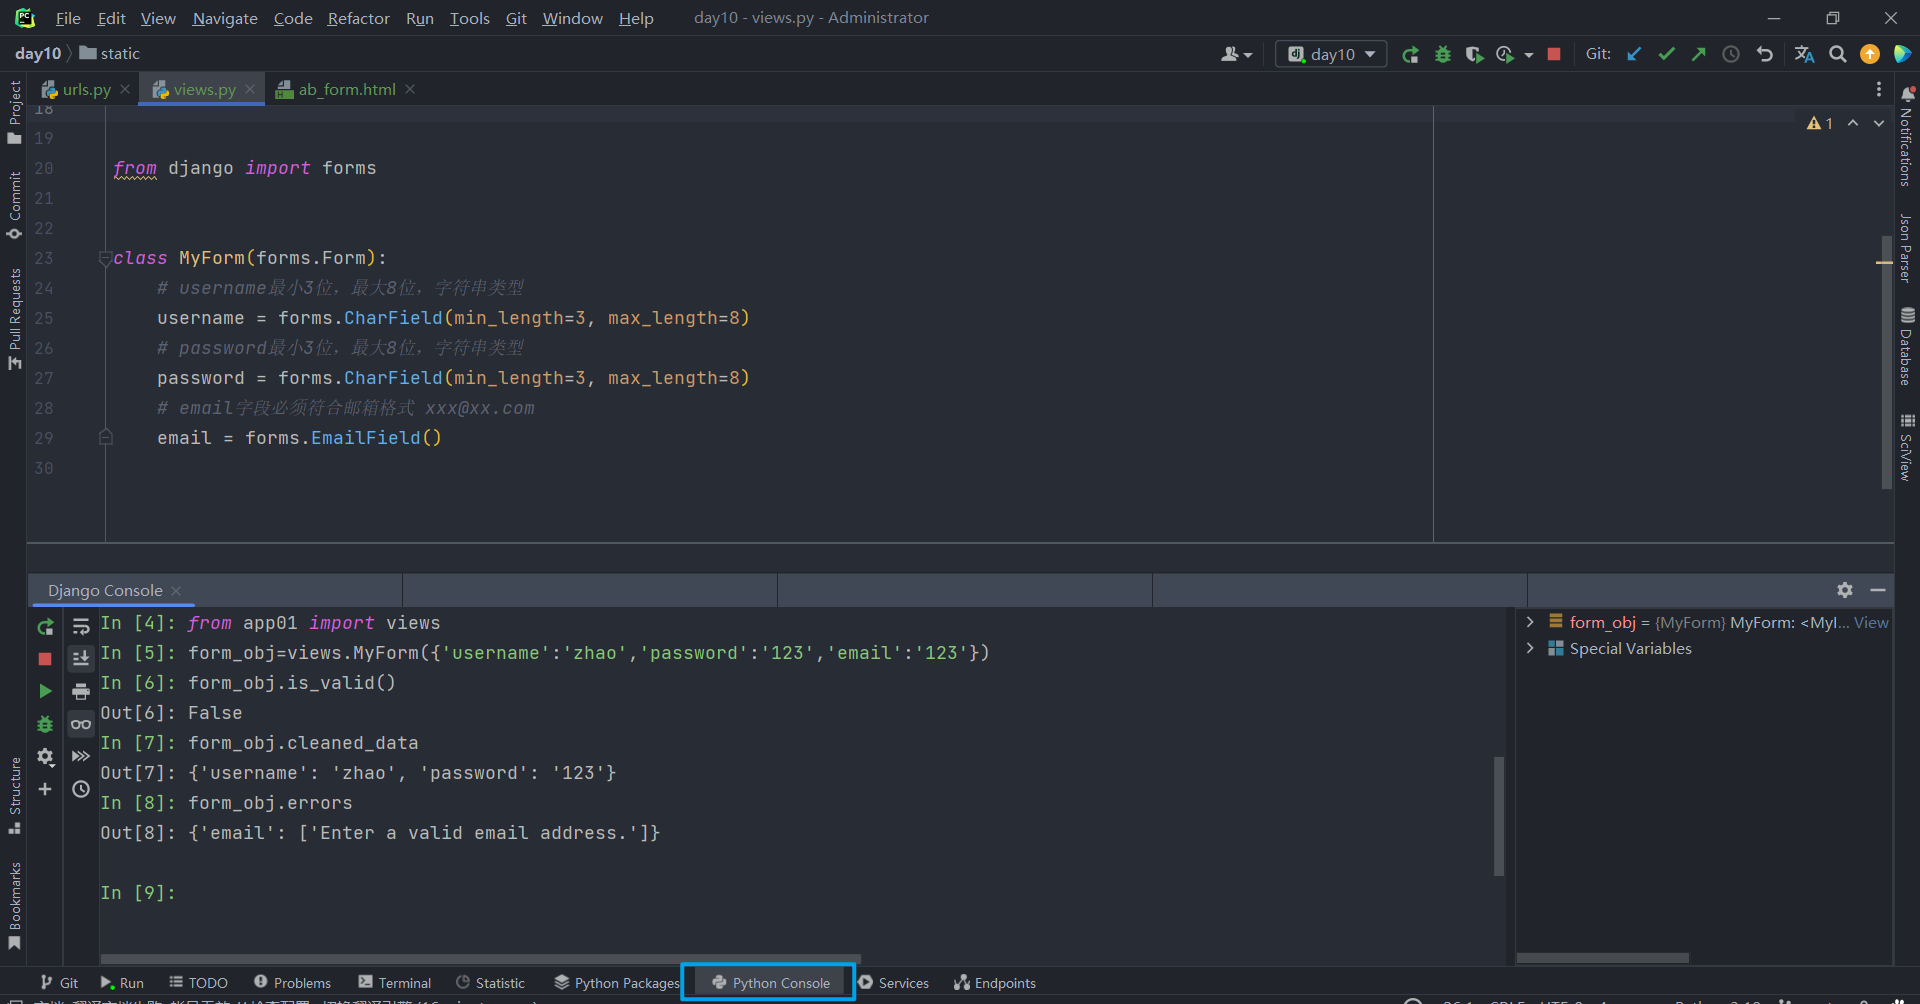 File Edit View Navigate Code Refactor Run Tools Git Window Help day10 - views.py - Administrator
day10 static day10 Git:
urls.py views.py ab_form.html
Project
Commit
Pull Requests
Structure
Bookmarks
18
19
20 from django import forms
21
22
23 class MyForm(forms.Form):
24 # username最小3位，最大8位，字符串类型
25 username = forms.CharField(min_length=3, max_length=8)
26 # password最小3位，最大8位，字符串类型
27 password = forms.CharField(min_length=3, max_length=8)
28 # email字段必须符合邮箱格式 xxx@xx.com
29 email = forms.EmailField()
30
1
Notifications
Json Parser
Database
SciView
Django Console
In [4]: from app01 import views
In [5]: form_obj=views.MyForm({'username':'zhao','password':'123','email':'123'})
In [6]: form_obj.is_valid()
Out[6]: False
In [7]: form_obj.cleaned_data
Out[7]: {'username': 'zhao', 'password': '123'}
In [8]: form_obj.errors
Out[8]: {'email': ['Enter a valid email address.']}
In [9]:
form_obj = {MyForm} MyForm: <MyI... View
Special Variables
Git Run TODO Problems Terminal Statistic Python Packages Python Console Services Endpoints